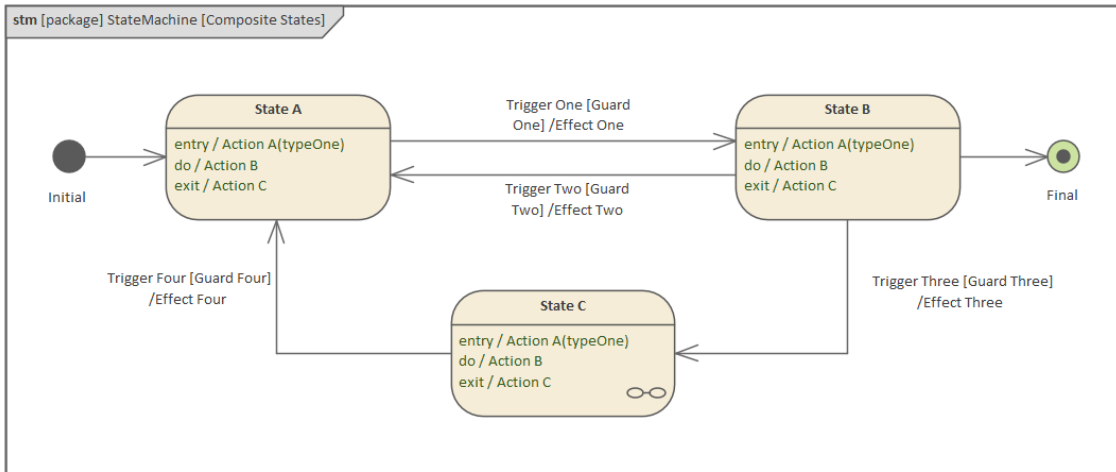 stm [package] StateMachine [Composite States]
State A
entry / Action A(typeOne)
do / Action B
exit / Action C
Trigger One [Guard
One] /Effect One
State B
entry / Action A(typeOne)
do / Action B
exit / Action C
Initial
Trigger Two [Guard
Two] /Effect Two
Final
Trigger Four [Guard Four]
/Effect Four
Trigger Three [Guard Three]
/Effect Three
State C
entry / Action A(typeOne)
do / Action B
exit / Action C